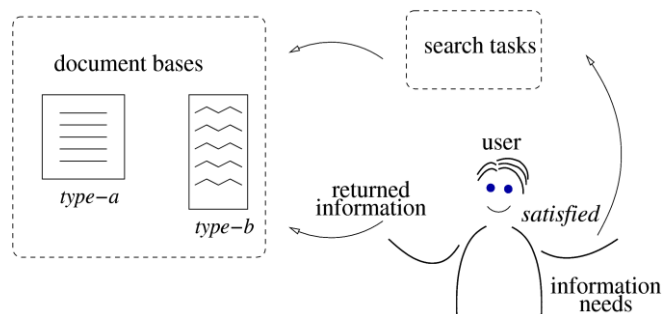 document bases
type-a
type-b
search tasks
user
returned
information
satisfied
information
needs